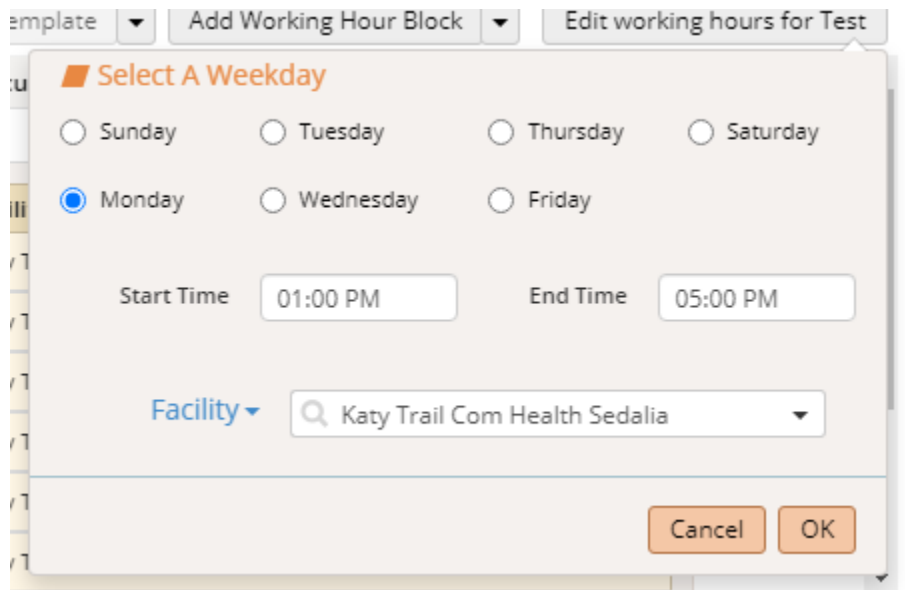 emplate Add Working Hour Block Edit working hours for Test
Select A Weekday
Sunday Tuesday Thursday Saturday
Monday Wednesday Friday
Start Time 01:00 PM End Time 05:00 PM
Facility Katy Trail Com Health Sedalia
Cancel OK